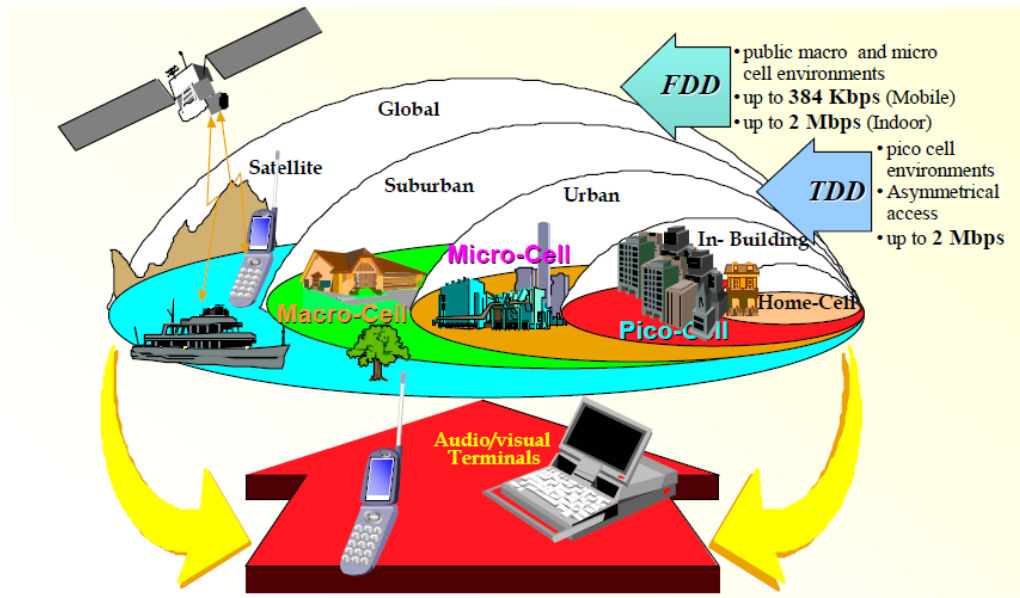 Global
Satellite
Suburban
Urban
In- Building
Home-Cell
Micro-Cell
Macro-Cell
Pico-Cell
FDD
• public macro and micro
cell environments
• up to 384 Kbps (Mobile)
• up to 2 Mbps (Indoor)
TDD
• pico cell
environments
• Asymmetrical
access
• up to 2 Mbps
Audio/visual
Terminals